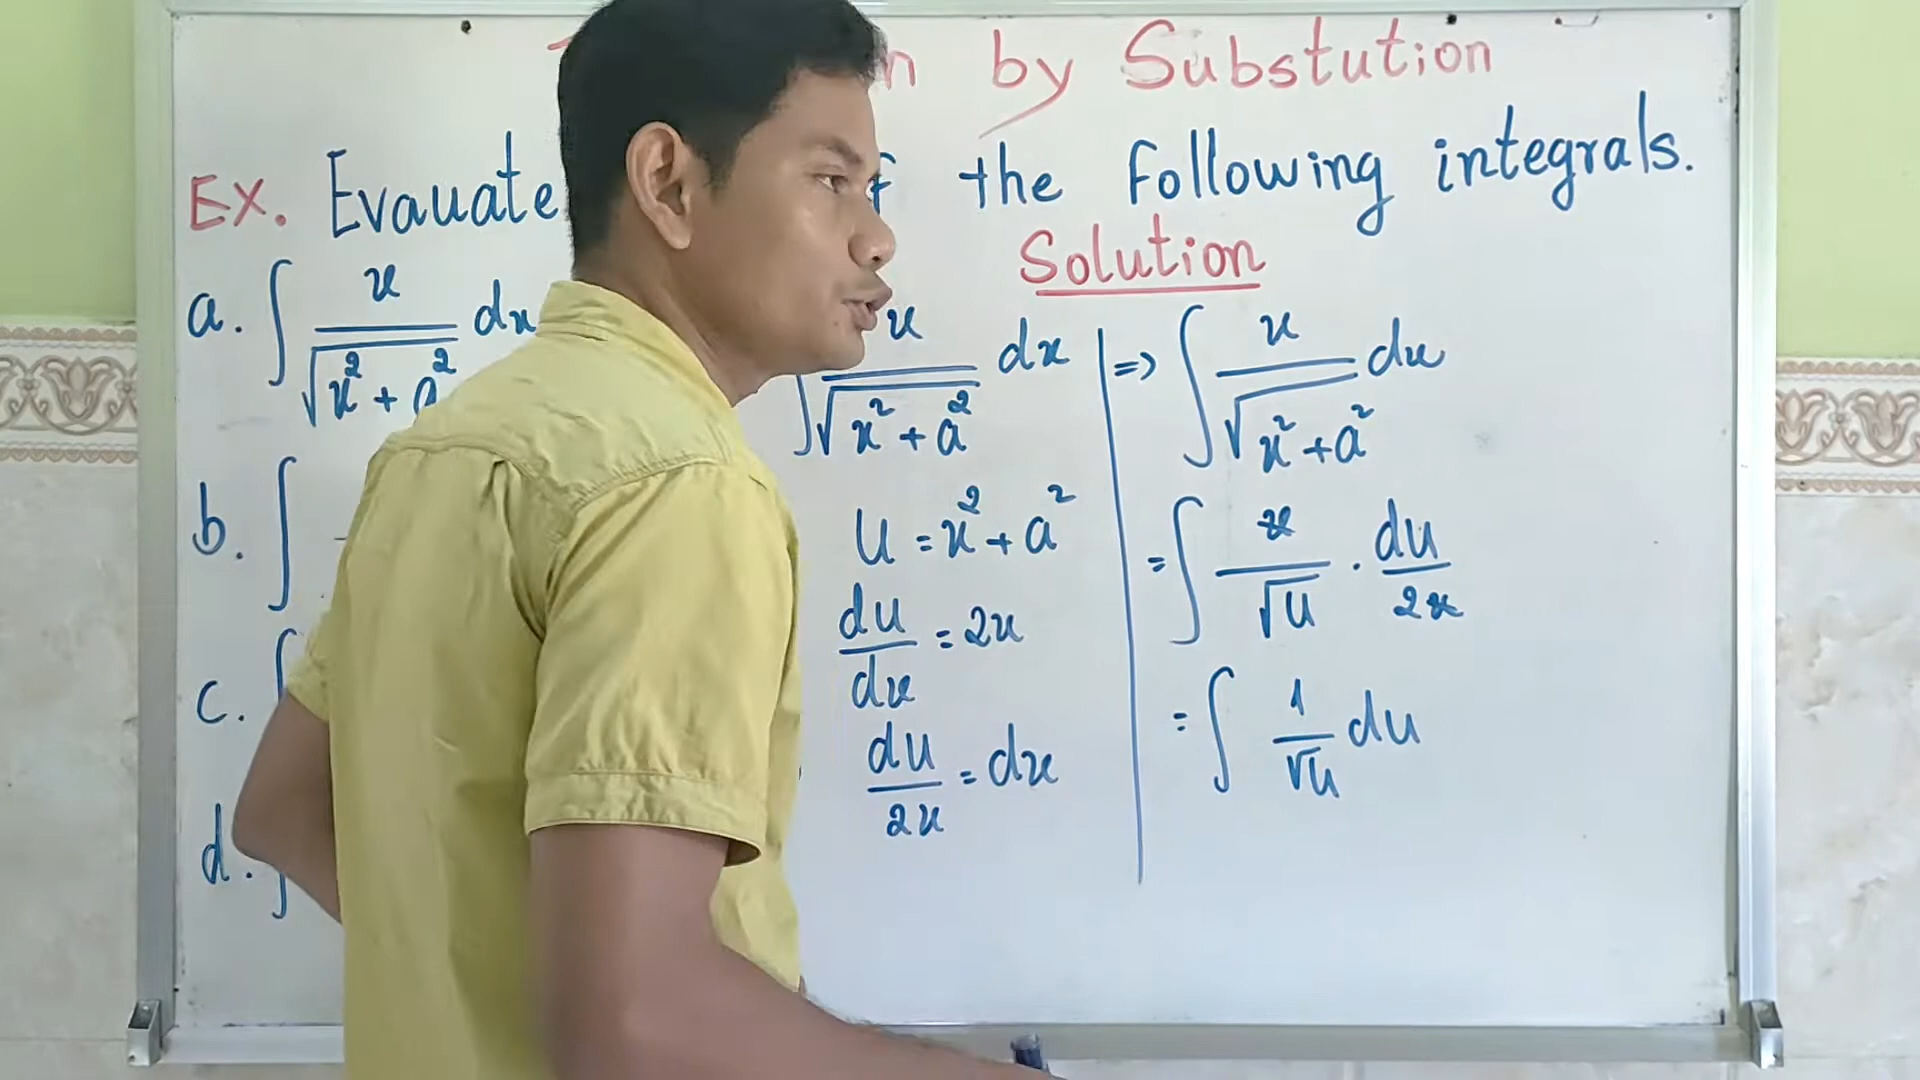 by Substution
EX. Evauate the following integrals.
Solution
a. ∫ x/√(x²+a²) dx
b. ∫
c. ∫
d. ∫
∫ x/√(x²+a²) dx
u = x²+a²
du/dx = 2x
du/2x = dx
=> ∫ x/√(x²+a²) dx
= ∫ x/√u . du/2x
= ∫ 1/√u du